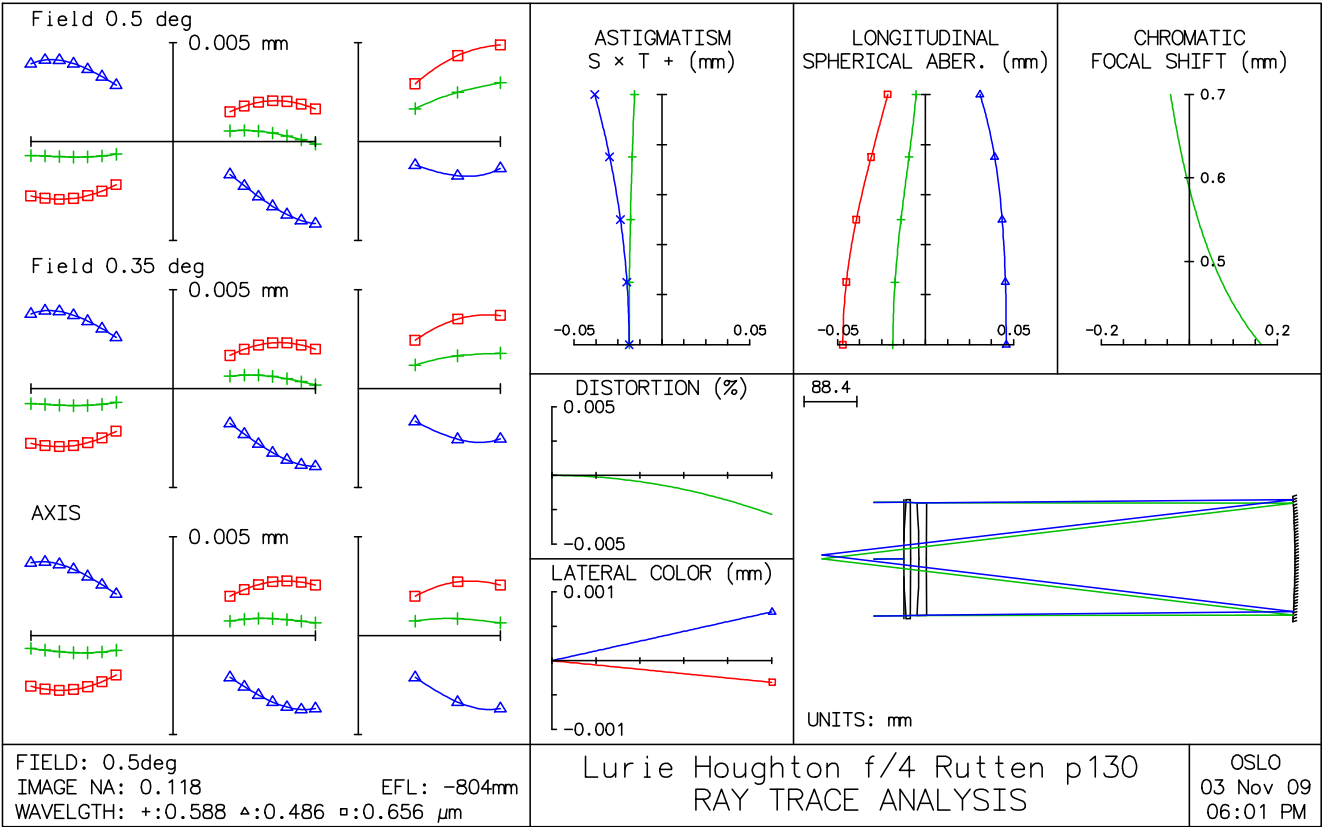 Field 0.5 deg
0.005 mm
Field 0.35 deg
0.005 mm
AXIS
0.005 mm
ASTIGMATISM
S × T + (mm)
-0.05
0.05
LONGITUDINAL
SPHERICAL ABER. (mm)
-0.05
0.05
CHROMATIC
FOCAL SHIFT (mm)
0.7
0.6
0.5
-0.2
0.2
DISTORTION (%)
0.005
-0.005
LATERAL COLOR (mm)
0.001
-0.001
88.4
UNITS: mm
FIELD: 0.5deg
IMAGE NA: 0.118 EFL: -804mm
WAVELGTH: +:0.588 △:0.486 □:0.656 µm
Lurie Houghton f/4 Rutten p130
RAY TRACE ANALYSIS
OSLO
03 Nov 09
06:01 PM